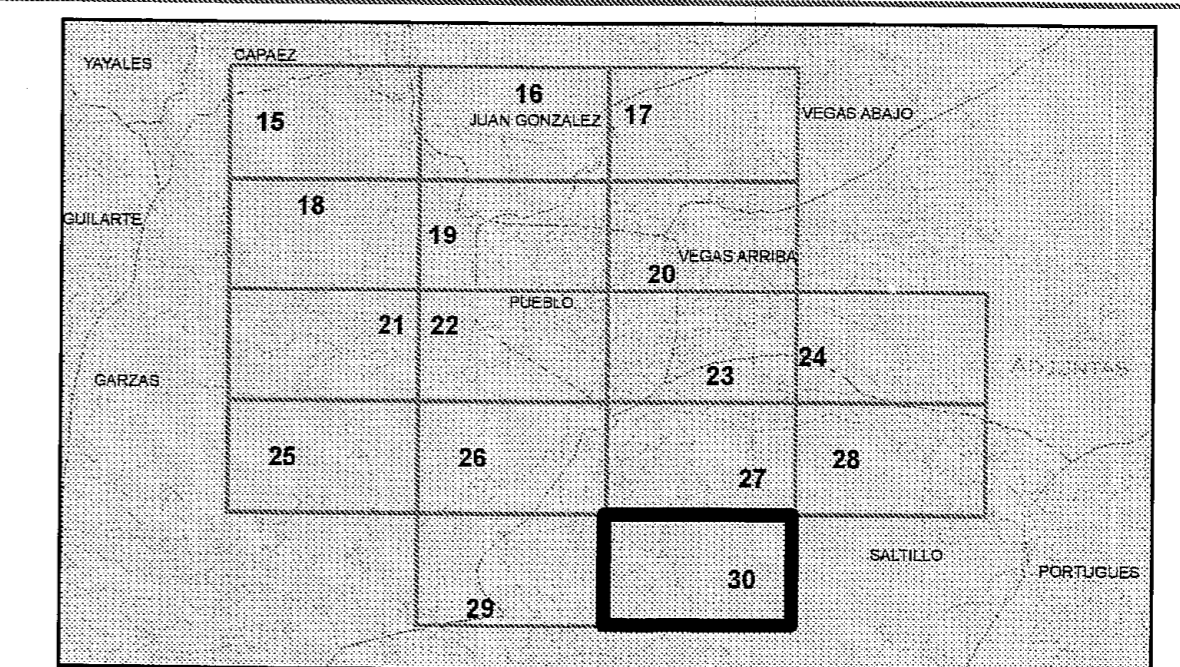 YAYALES
CAPAEZ
16
15
JUAN GONZALEZ
17
VEGAS ABAJO
18
GUILARTE
19
VEGAS ARRIBA
20
PUEBLO
21
22
24
GARZAS
23
ADJUNTAS
25
26
27
28
SALTILLO
PORTUGUES
30
29